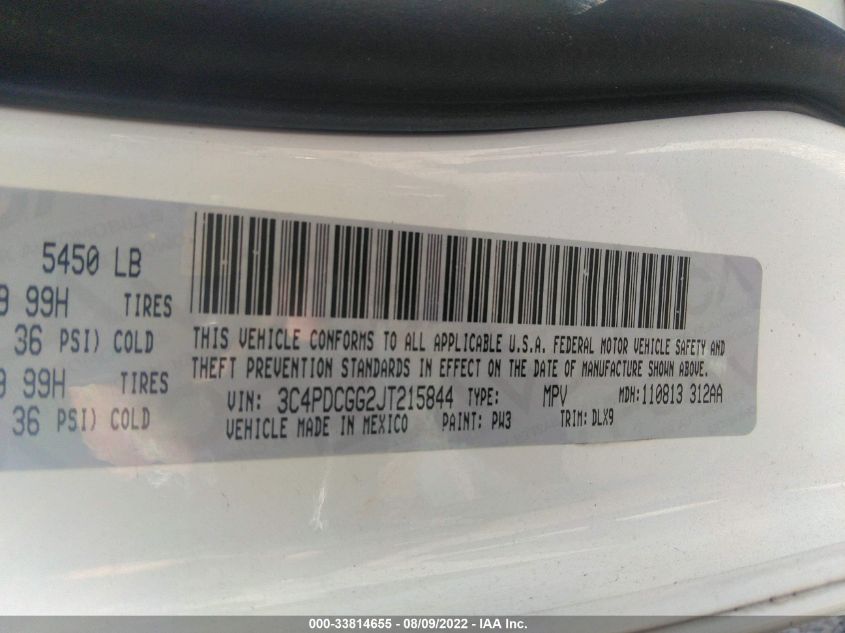 5450 LB
99H TIRES
36 PSI) COLD
99H TIRES
36 PSI) COLD
THIS VEHICLE CONFORMS TO ALL APPLICABLE U.S.A. FEDERAL MOTOR VEHICLE SAFETY AND
THEFT PREVENTION STANDARDS IN EFFECT ON THE DATE OF MANUFACTURE SHOWN ABOVE.
VIN: 3C4PDCGG2JT215844 TYPE: MPV MDH:110813 312AA
VEHICLE MADE IN MEXICO PAINT: PW3 TRIM: DLX9
000-33814655 - 08/09/2022 - IAA Inc.